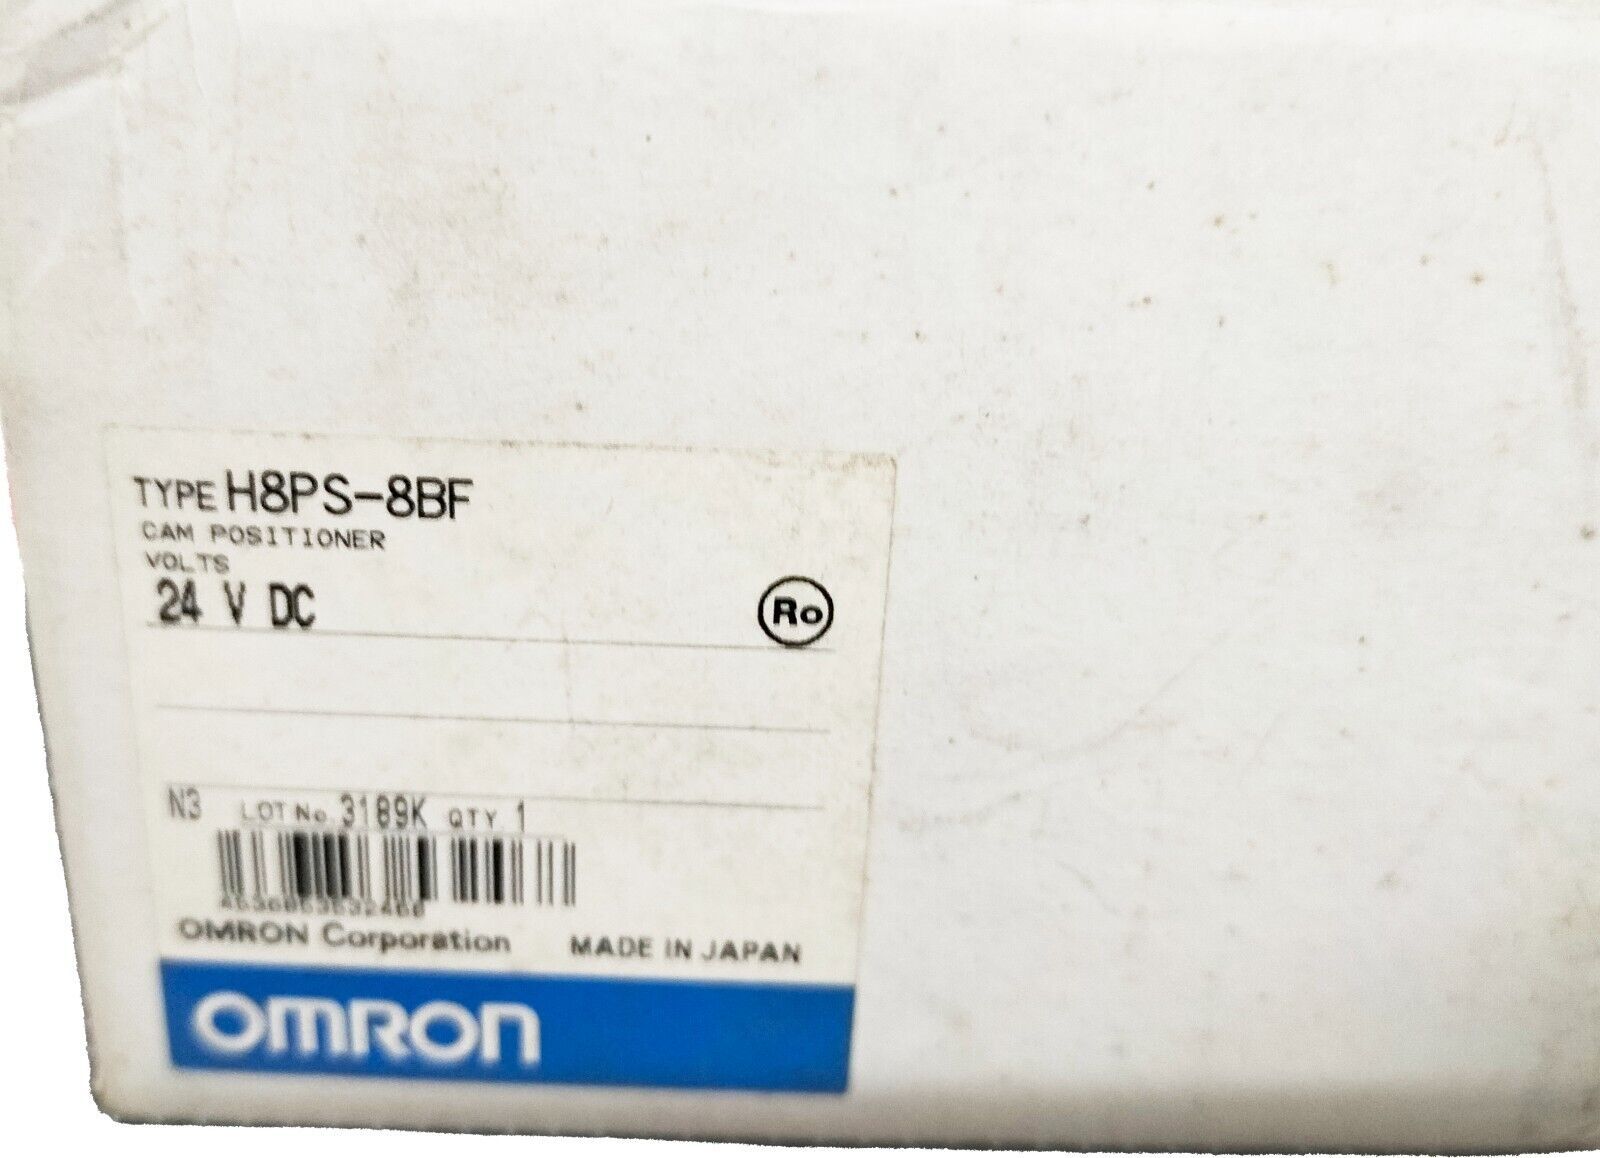 TYPE H8PS-8BF
CAM POSITIONER
VOLTS
24 V DC
Ro
N3 LOT No. 3189K QTY 1
OMRON Corporation MADE IN JAPAN
OMRON